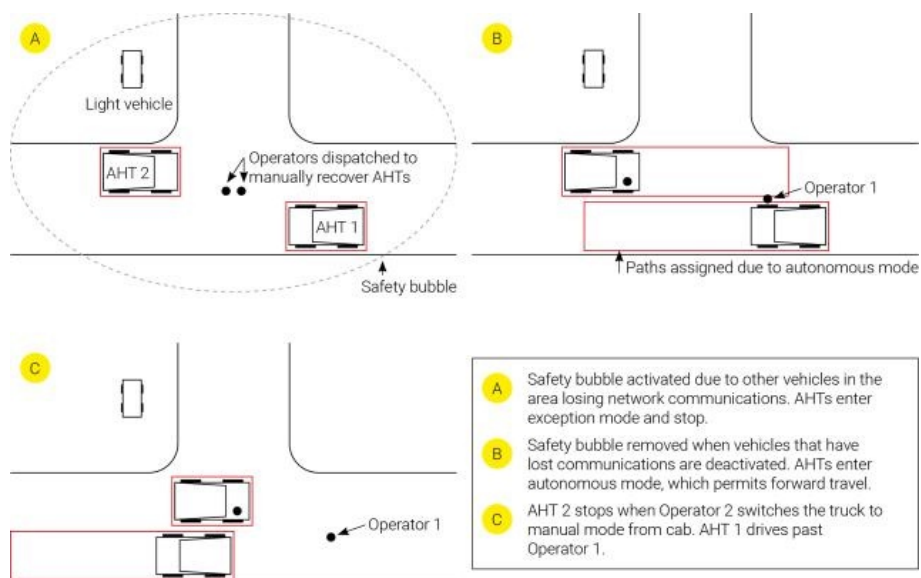 A
Light vehicle
AHT 2
Operators dispatched to
manually recover AHTs
AHT 1
Safety bubble
B
Operator 1
Paths assigned due to autonomous mode
C
Operator 1
A Safety bubble activated due to other vehicles in the
area losing network communications. AHTs enter
exception mode and stop.
B Safety bubble removed when vehicles that have
lost communications are deactivated. AHTs enter
autonomous mode, which permits forward travel.
C AHT 2 stops when Operator 2 switches the truck to
manual mode from cab. AHT 1 drives past
Operator 1.